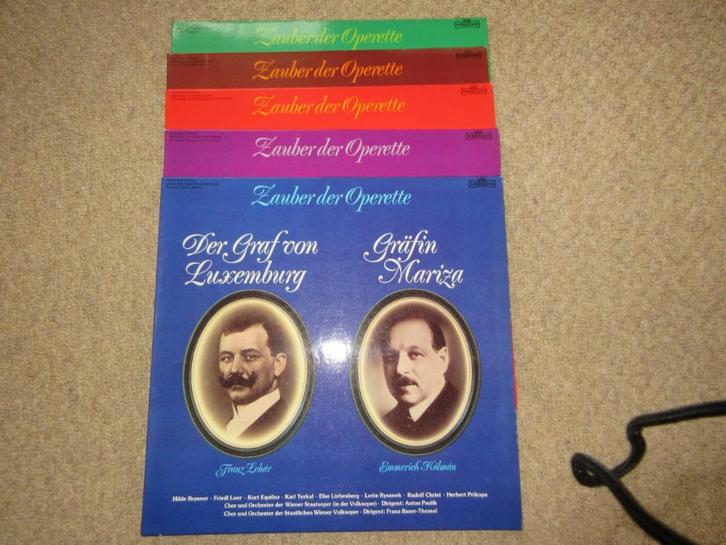 Zauber der Operette
Zauber der Operette
Zauber der Operette
Zauber der Operette
Zauber der Operette
Der Graf von
Luxemburg
Gräfin
Mariza
Franz Lehár
Emmerich Kálmán
Hilde Brauner · Friedl Loor · Kurt Equiluz · Karl Terkal · Else Liebesberg · Lotte Rysanek · Rudolf Christ · Herbert Prikopa
Chor und Orchester der Wiener Staatsoper (in der Volksoper) · Dirigent: Anton Paulik
Chor und Orchester der Staatlichen Wiener Volksoper · Dirigent: Franz Bauer-Theussl